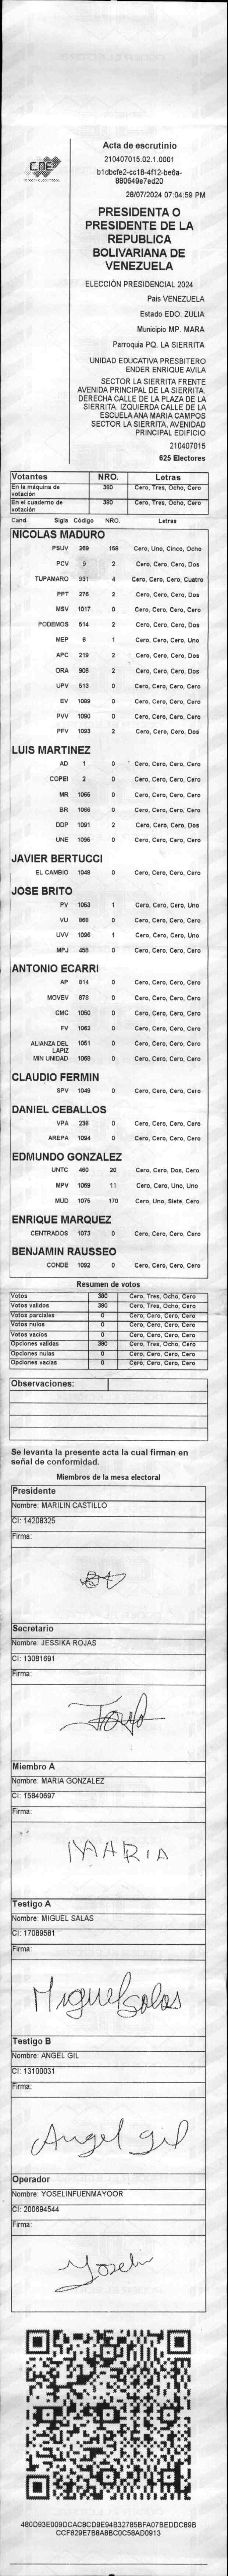 CNE
Acta de escrutinio
210407015.02.1.0001
b1dbcfe2-cc18-4f12-be6a-
880649e7ed20
28/07/2024 07:04:59 PM
PRESIDENTA O
PRESIDENTE DE LA
REPUBLICA
BOLIVARIANA DE
VENEZUELA
ELECCIÓN PRESIDENCIAL 2024
Pais VENEZUELA
Estado EDO. ZULIA
Municipio MP. MARA
Parroquia PQ. LA SIERRITA
UNIDAD EDUCATIVA PRESBITERO
ENDER ENRIQUE AVILA
SECTOR LA SIERRITA FRENTE
AVENIDA PRINCIPAL DE LA SIERRITA.
DERECHA CALLE DE LA PLAZA DE LA
SIERRITA. IZQUIERDA CALLE DE LA
ESCUELA ANA MARIA CAMPOS
SECTOR LA SIERRITA, AVENIDAD
PRINCIPAL EDIFICIO
210407015
625 Electores
Votantes NRO. Letras
En la máquina de votación 380 Cero, Tres, Ocho, Cero
En el cuaderno de votación 380 Cero, Tres, Ocho, Cero
Cand. Sigla Código NRO. Letras
NICOLAS MADURO
PSUV 269 158 Cero, Uno, Cinco, Ocho
PCV 9 2 Cero, Cero, Cero, Dos
TUPAMARO 931 4 Cero, Cero, Cero, Cuatro
PPT 276 2 Cero, Cero, Cero, Dos
MSV 1017 0 Cero, Cero, Cero, Cero
PODEMOS 514 2 Cero, Cero, Cero, Dos
MEP 6 1 Cero, Cero, Cero, Uno
APC 219 2 Cero, Cero, Cero, Dos
ORA 906 2 Cero, Cero, Cero, Dos
UPV 513 0 Cero, Cero, Cero, Cero
EV 1089 0 Cero, Cero, Cero, Cero
PVV 1090 0 Cero, Cero, Cero, Cero
PFV 1093 2 Cero, Cero, Cero, Dos
LUIS MARTINEZ
AD 1 0 Cero, Cero, Cero, Cero
COPEI 2 0 Cero, Cero, Cero, Cero
MR 1065 0 Cero, Cero, Cero, Cero
BR 1066 0 Cero, Cero, Cero, Cero
DDP 1091 2 Cero, Cero, Cero, Dos
UNE 1095 0 Cero, Cero, Cero, Cero
JAVIER BERTUCCI
EL CAMBIO 1048 0 Cero, Cero, Cero, Cero
JOSE BRITO
PV 1053 1 Cero, Cero, Cero, Uno
VU 868 0 Cero, Cero, Cero, Cero
UVV 1096 1 Cero, Cero, Cero, Uno
MPJ 456 0 Cero, Cero, Cero, Cero
ANTONIO ECARRI
AP 814 0 Cero, Cero, Cero, Cero
MOVEV 878 0 Cero, Cero, Cero, Cero
CMC 1050 0 Cero, Cero, Cero, Cero
FV 1062 0 Cero, Cero, Cero, Cero
ALIANZA DEL LAPIZ 1051 0 Cero, Cero, Cero, Cero
MIN UNIDAD 1068 0 Cero, Cero, Cero, Cero
CLAUDIO FERMIN
SPV 1049 0 Cero, Cero, Cero, Cero
DANIEL CEBALLOS
VPA 236 0 Cero, Cero, Cero, Cero
AREPA 1094 0 Cero, Cero, Cero, Cero
EDMUNDO GONZALEZ
UNTC 460 20 Cero, Cero, Dos, Cero
MPV 1069 11 Cero, Cero, Uno, Uno
MUD 1075 170 Cero, Uno, Siete, Cero
ENRIQUE MARQUEZ
CENTRADOS 1073 0 Cero, Cero, Cero, Cero
BENJAMIN RAUSSEO
CONDE 1092 0 Cero, Cero, Cero, Cero
Resumen de votos
Votos 380 Cero, Tres, Ocho, Cero
Votos validos 380 Cero, Tres, Ocho, Cero
Votos parciales 0 Cero, Cero, Cero, Cero
Votos nulos 0 Cero, Cero, Cero, Cero
Votos vacios 0 Cero, Cero, Cero, Cero
Opciones validas 380 Cero, Tres, Ocho, Cero
Opciones nulas 0 Cero, Cero, Cero, Cero
Opciones vacias 0 Cero, Cero, Cero, Cero
Observaciones:
Se levanta la presente acta la cual firman en
señal de conformidad.
Miembros de la mesa electoral
Presidente
Nombre: MARILIN CASTILLO
CI: 14208325
Firma:
Secretario
Nombre: JESSIKA ROJAS
CI: 13081691
Firma:
Miembro A
Nombre: MARIA GONZALEZ
CI: 15840697
Firma:
MARIA
Testigo A
Nombre: MIGUEL SALAS
CI: 17089581
Firma:
Miguel Salas
Testigo B
Nombre: ANGEL GIL
CI: 13100031
Firma:
Angel gil
Operador
Nombre: YOSELINFUENMAYOOR
CI: 200694544
Firma:
Yoselin
480D93E009DCAC8CD9E94B32785BFA07BEDDC89B
CCF829E7B8A8BC0C58AD0913